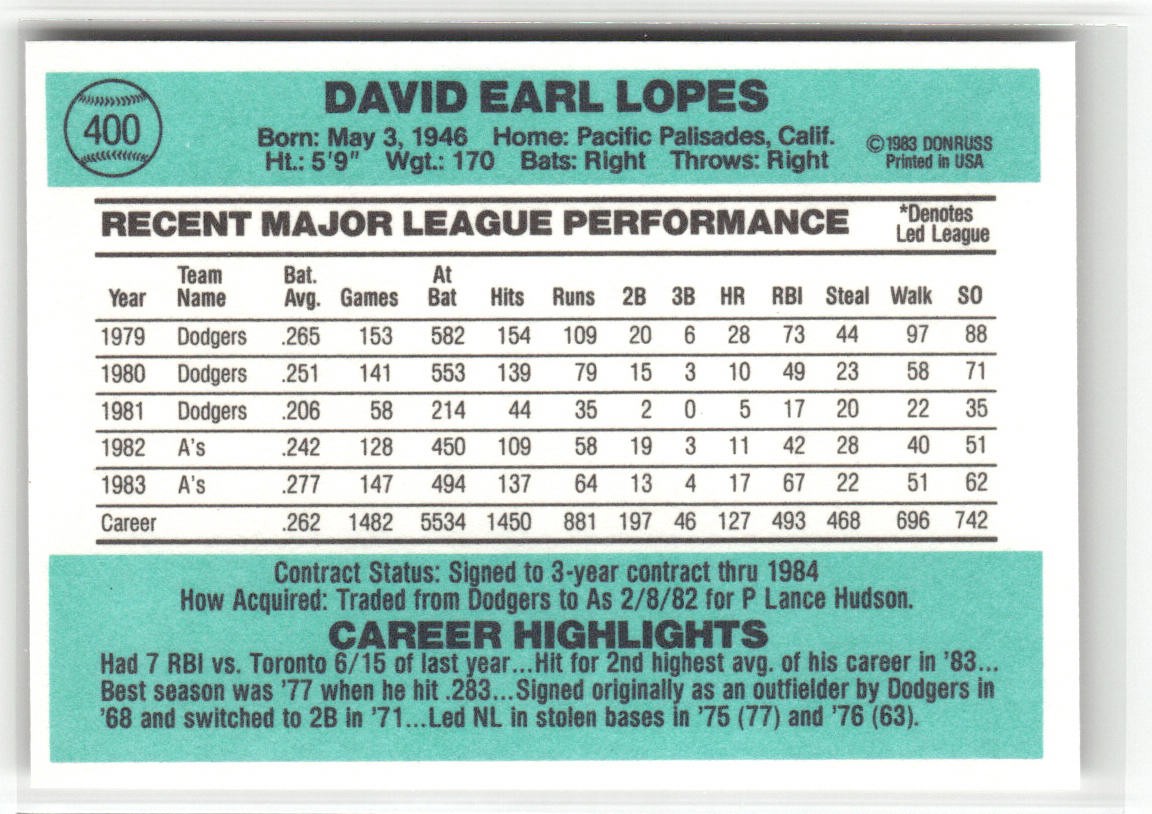 400
DAVID EARL LOPES
Born: May 3, 1946 Home: Pacific Palisades, Calif.
Ht.: 5'9" Wgt.: 170 Bats: Right Throws: Right
©1983 DONRUSS
Printed in USA
RECENT MAJOR LEAGUE PERFORMANCE
*Denotes
Led League
Year Team Name Bat. Avg. Games At Bat Hits Runs 2B 3B HR RBI Steal Walk SO
1979 Dodgers .265 153 582 154 109 20 6 28 73 44 97 88
1980 Dodgers .251 141 553 139 79 15 3 10 49 23 58 71
1981 Dodgers .206 58 214 44 35 2 0 5 17 20 22 35
1982 A's .242 128 450 109 58 19 3 11 42 28 40 51
1983 A's .277 147 494 137 64 13 4 17 67 22 51 62
Career .262 1482 5534 1450 881 197 46 127 493 468 696 742
Contract Status: Signed to 3-year contract thru 1984
How Acquired: Traded from Dodgers to As 2/8/82 for P Lance Hudson.
CAREER HIGHLIGHTS
Had 7 RBI vs. Toronto 6/15 of last year...Hit for 2nd highest avg. of his career in '83...
Best season was '77 when he hit .283...Signed originally as an outfielder by Dodgers in
'68 and switched to 2B in '71...Led NL in stolen bases in '75 (77) and '76 (63).